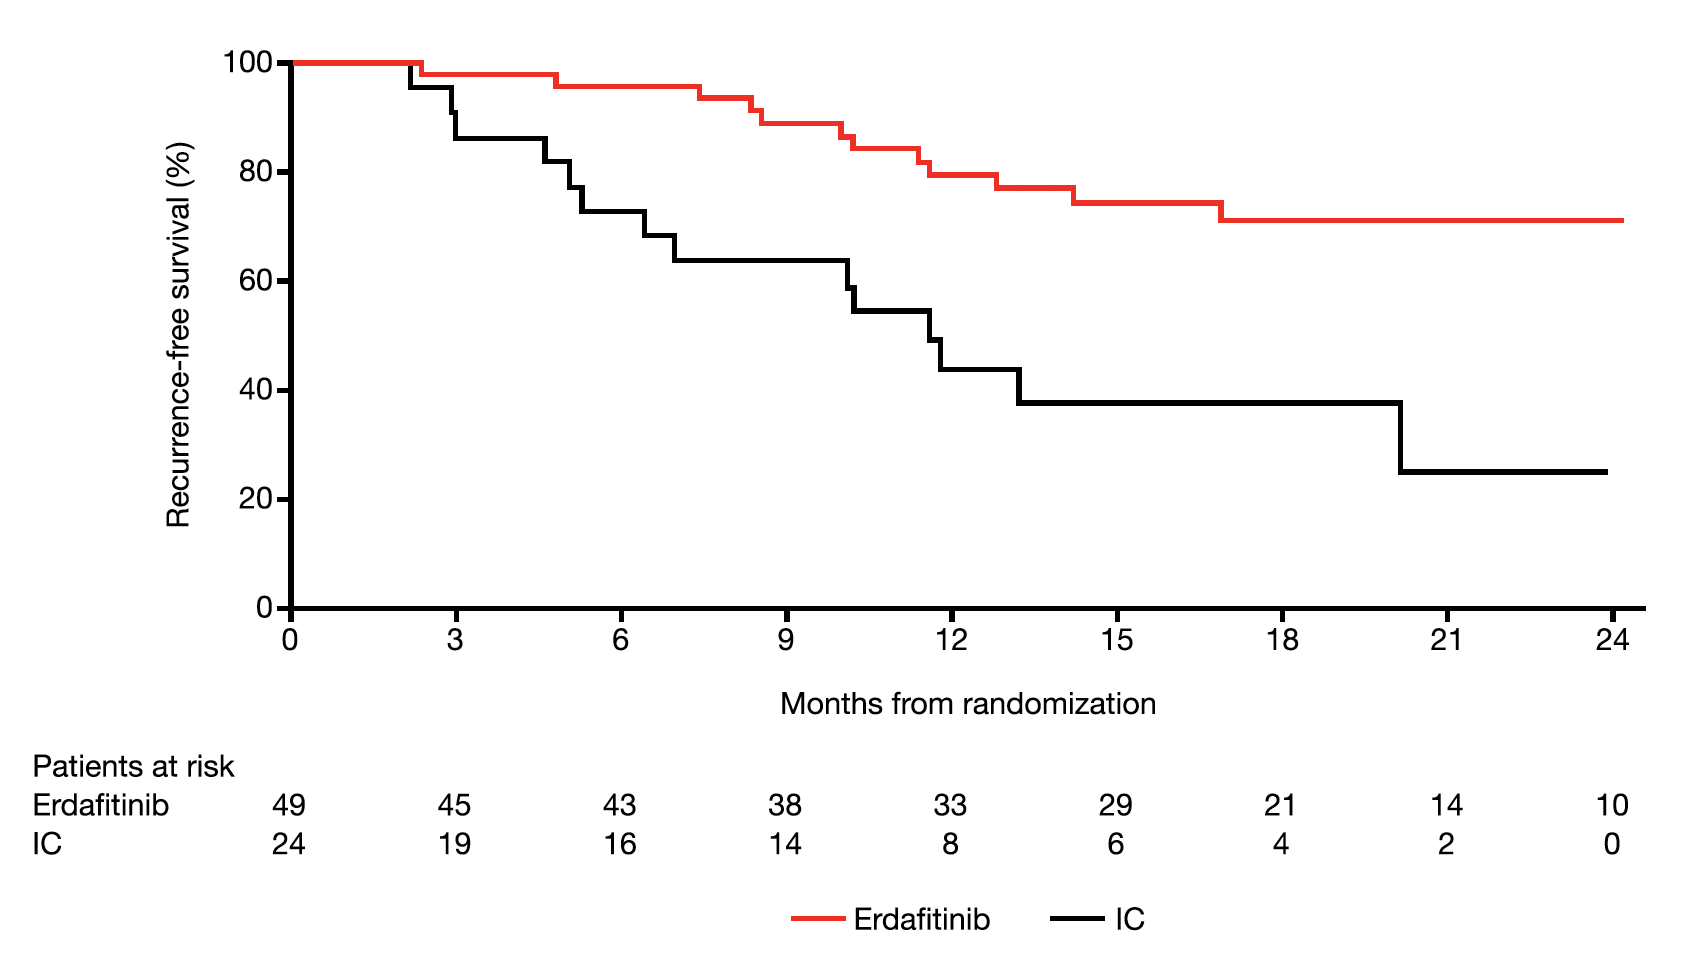 100
80
60
40
20
0
Recurrence-free survival (%)
0 3 6 9 12 15 18 21 24
Months from randomization
Patients at risk
Erdafitinib 49 45 43 38 33 29 21 14 10
IC 24 19 16 14 8 6 4 2 0
Erdafitinib IC